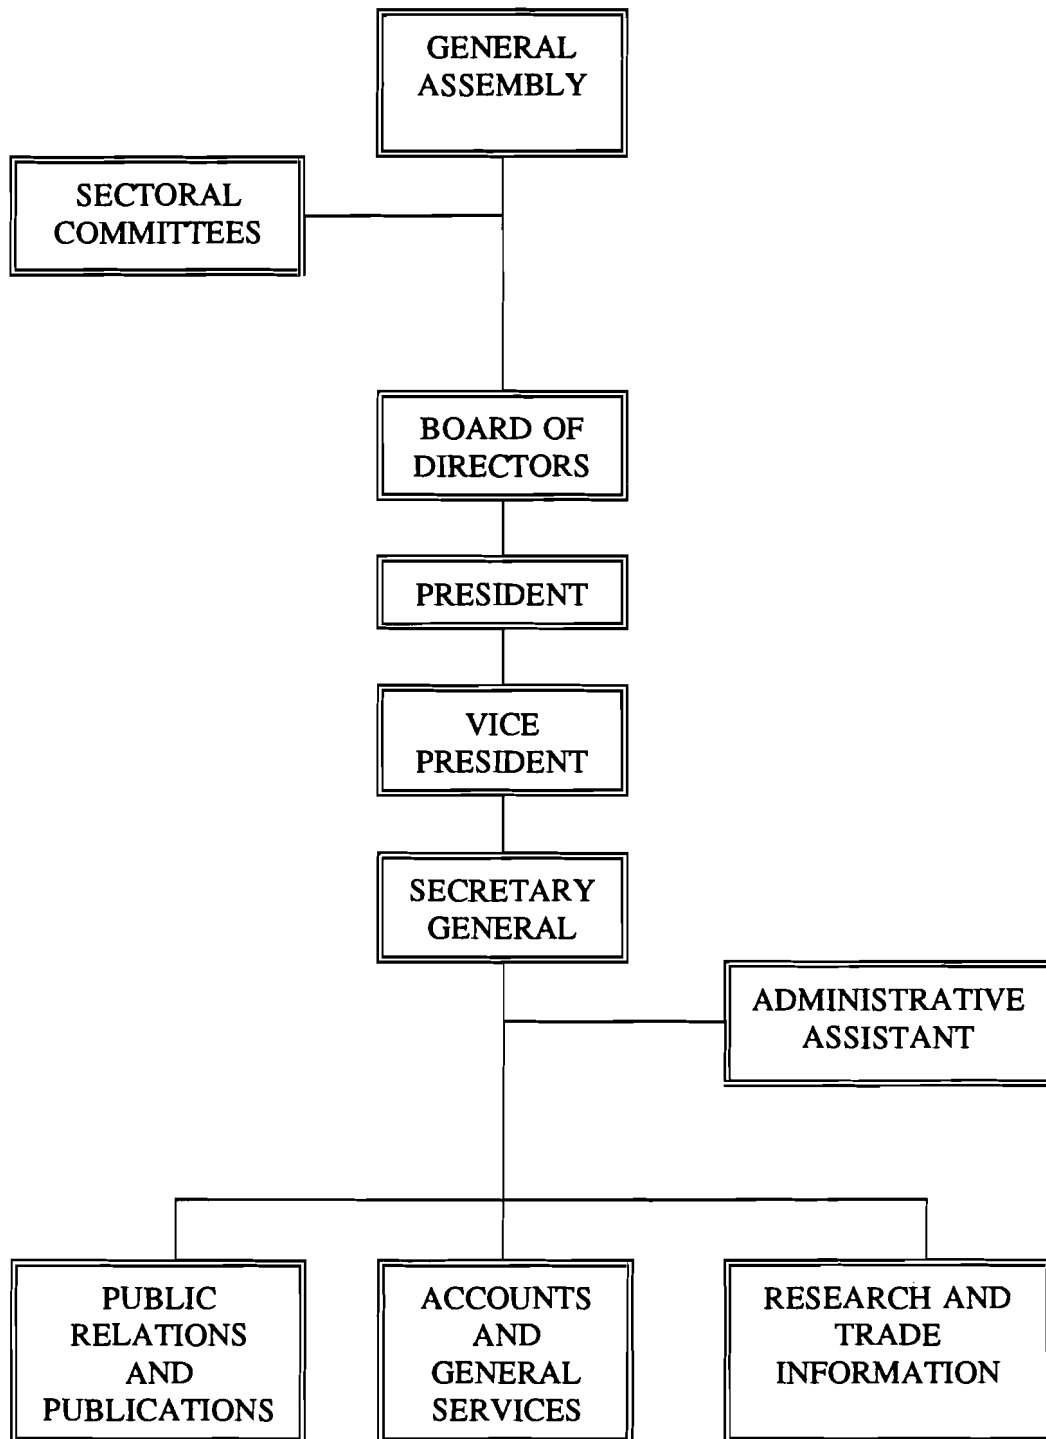 GENERAL
ASSEMBLY
SECTORAL
COMMITTEES
BOARD OF
DIRECTORS
PRESIDENT
VICE
PRESIDENT
SECRETARY
GENERAL
ADMINISTRATIVE
ASSISTANT
PUBLIC
RELATIONS
AND
PUBLICATIONS
ACCOUNTS
AND
GENERAL
SERVICES
RESEARCH AND
TRADE
INFORMATION